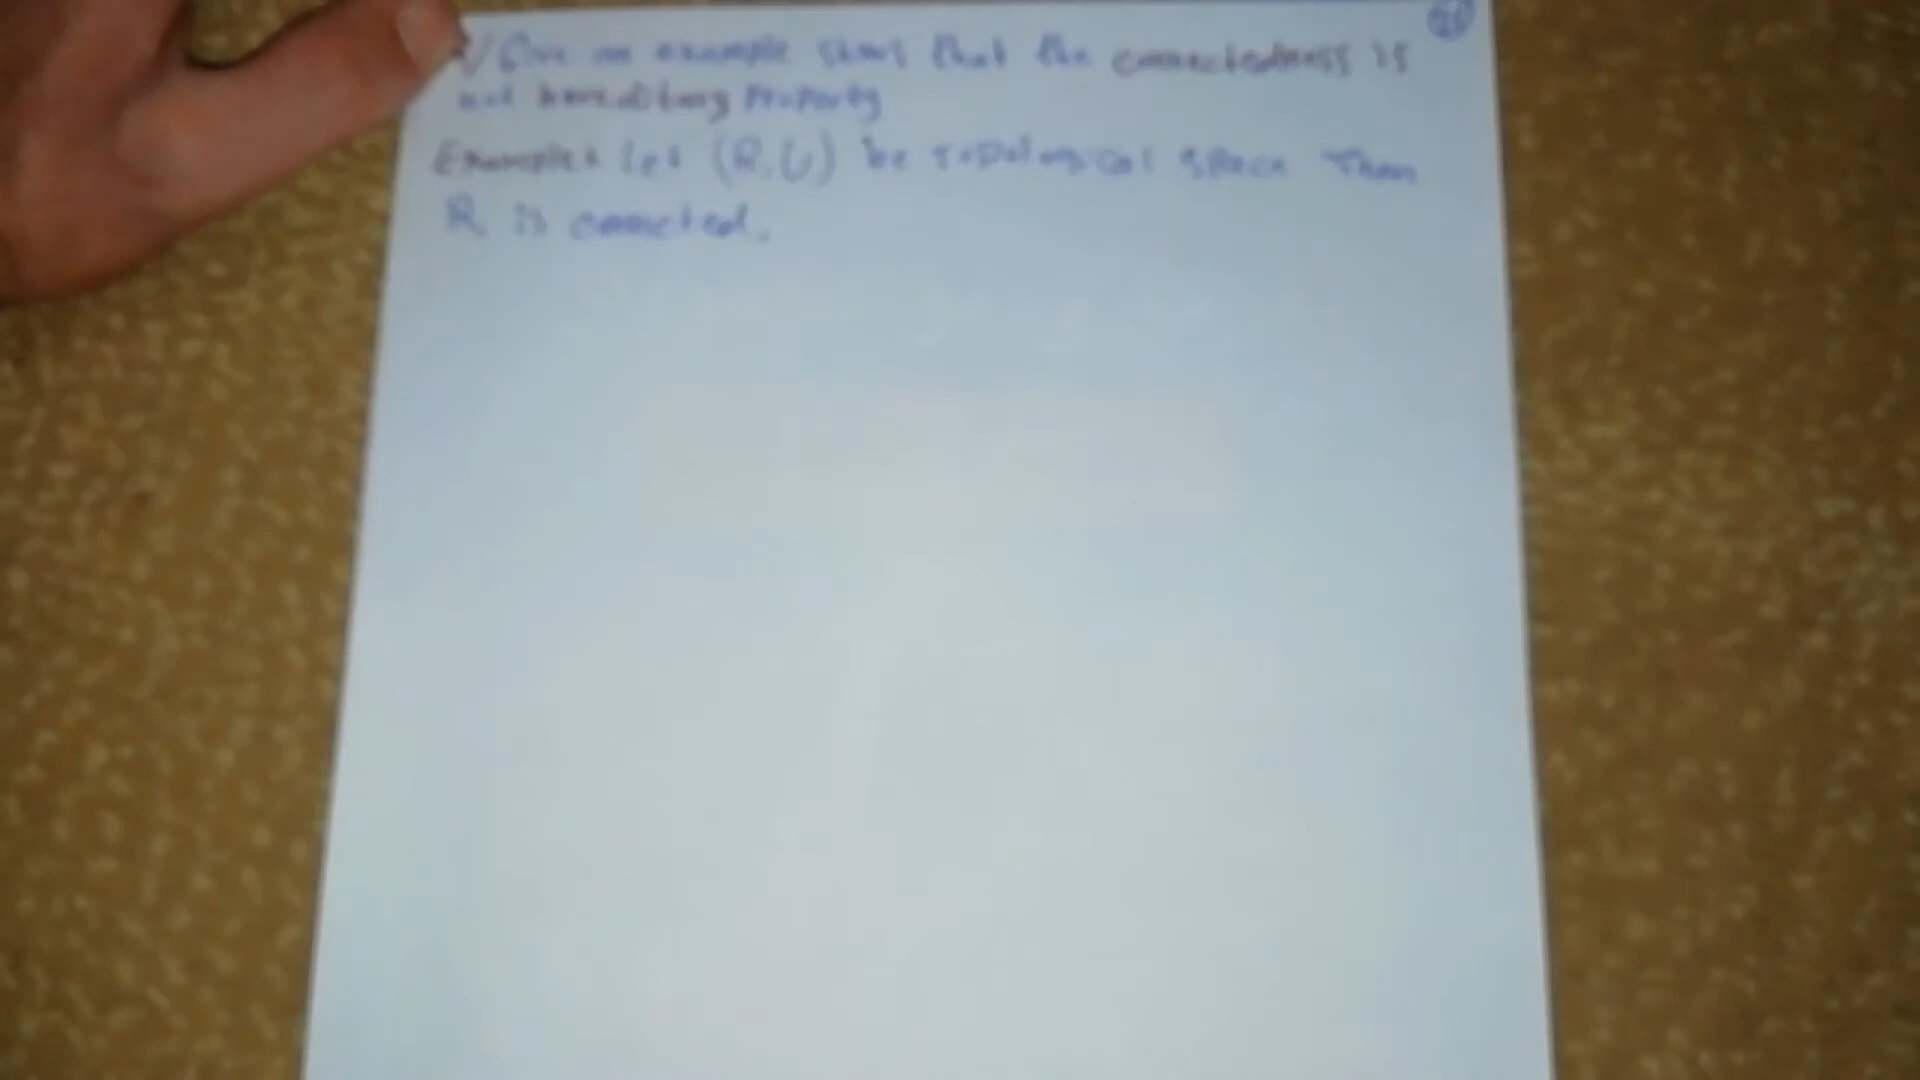 Q/ Give an example shows that the connectedness is
not hereditary property
Example: Let (R,U) be topological space Then
R is connected.